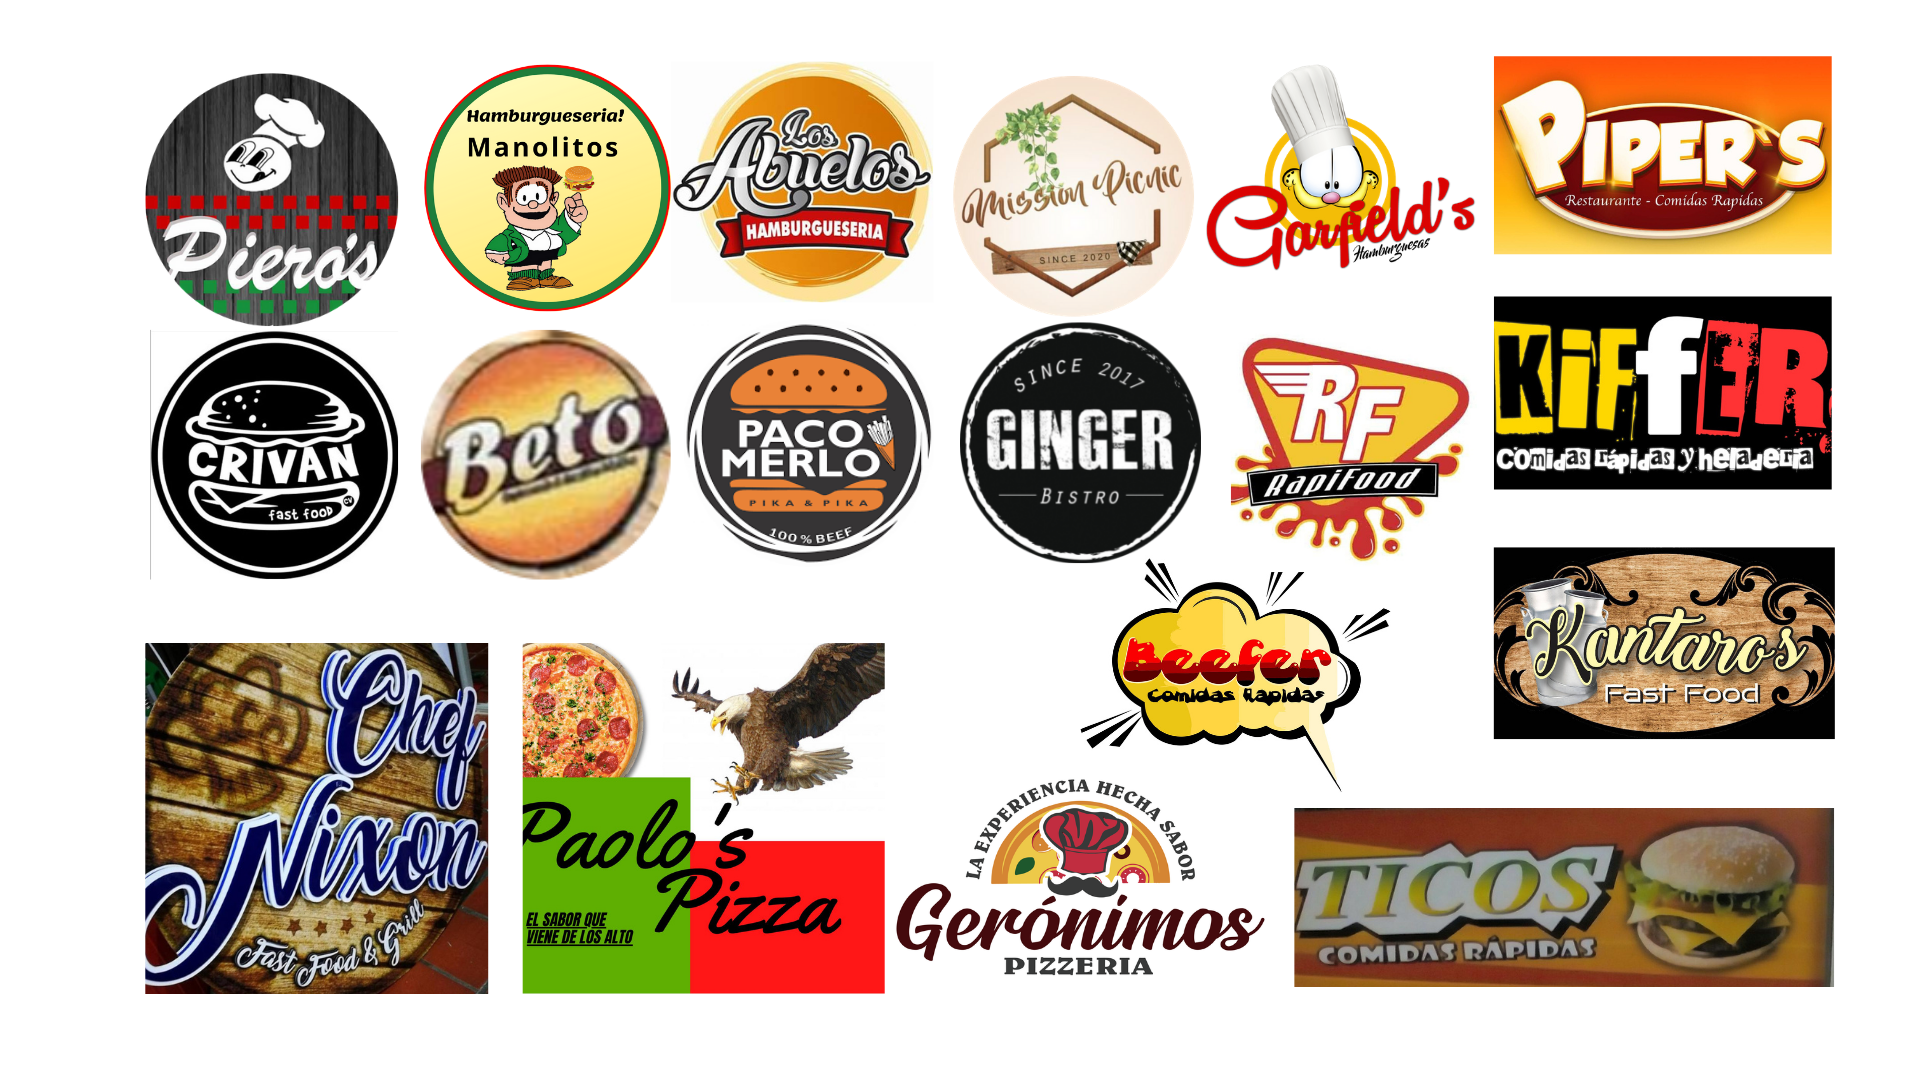 Piero's
Hamburgueseria!
Manolitos
Los
Abuelos
HAMBURGUESERIA
Mission Picnic
SINCE 2020
Garfield's
Hamburguesas
PIPER`S
Restaurante - Comidas Rapidas
CRIVAN
fast food
CV
Beto
PACO
MERLO
PIKA & PIKA
100 % BEEF
SINCE 2017
GINGER
BISTRO
RF
RapiFood
KiffER
comidas rápidas y heladeria
Beefer
Comidas Rapidas
Kantaro's
Fast Food
Chef
Nixon
Fast Food & Grill
Paolo's
Pizza
EL SABOR QUE
VIENE DE LOS ALTO
LA EXPERIENCIA HECHA SABOR
Gerónimos
PIZZERIA
TICOS
COMIDAS RÁPIDAS